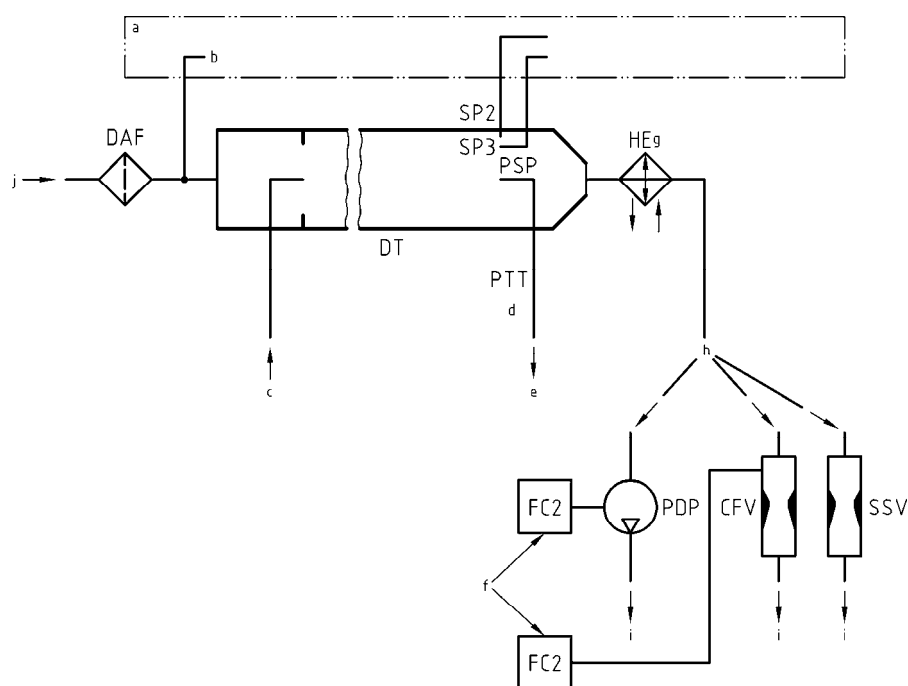 a
b
SP2
DAF
SP3
HEg
PSP
j
DT
PTT
d
h
c
e
FC2
PDP
CFV
SSV
f
i
i
i
FC2